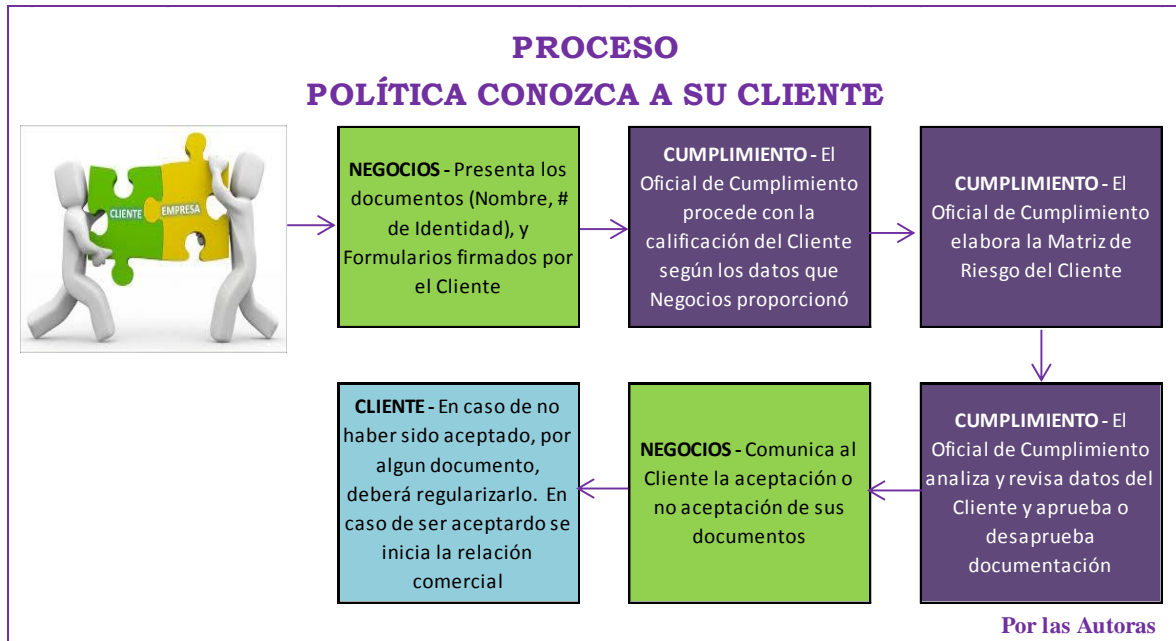 PROCESO
POLÍTICA CONOZCA A SU CLIENTE
CLIENTE EMPRESA
NEGOCIOS - Presenta los
documentos (Nombre, #
de Identidad), y
Formularios firmados por
el Cliente
CUMPLIMIENTO - El
Oficial de Cumplimiento
procede con la
calificación del Cliente
según los datos que
Negocios proporcionó
CUMPLIMIENTO - El
Oficial de Cumplimiento
elabora la Matriz de
Riesgo del Cliente
CUMPLIMIENTO - El
Oficial de Cumplimiento
analiza y revisa datos del
Cliente y aprueba o
desaprueba
documentación
NEGOCIOS - Comunica al
Cliente la aceptación o
no aceptación de sus
documentos
CLIENTE - En caso de no
haber sido aceptado, por
algun documento,
deberá regularizarlo. En
caso de ser aceptardo se
inicia la relación
comercial
Por las Autoras